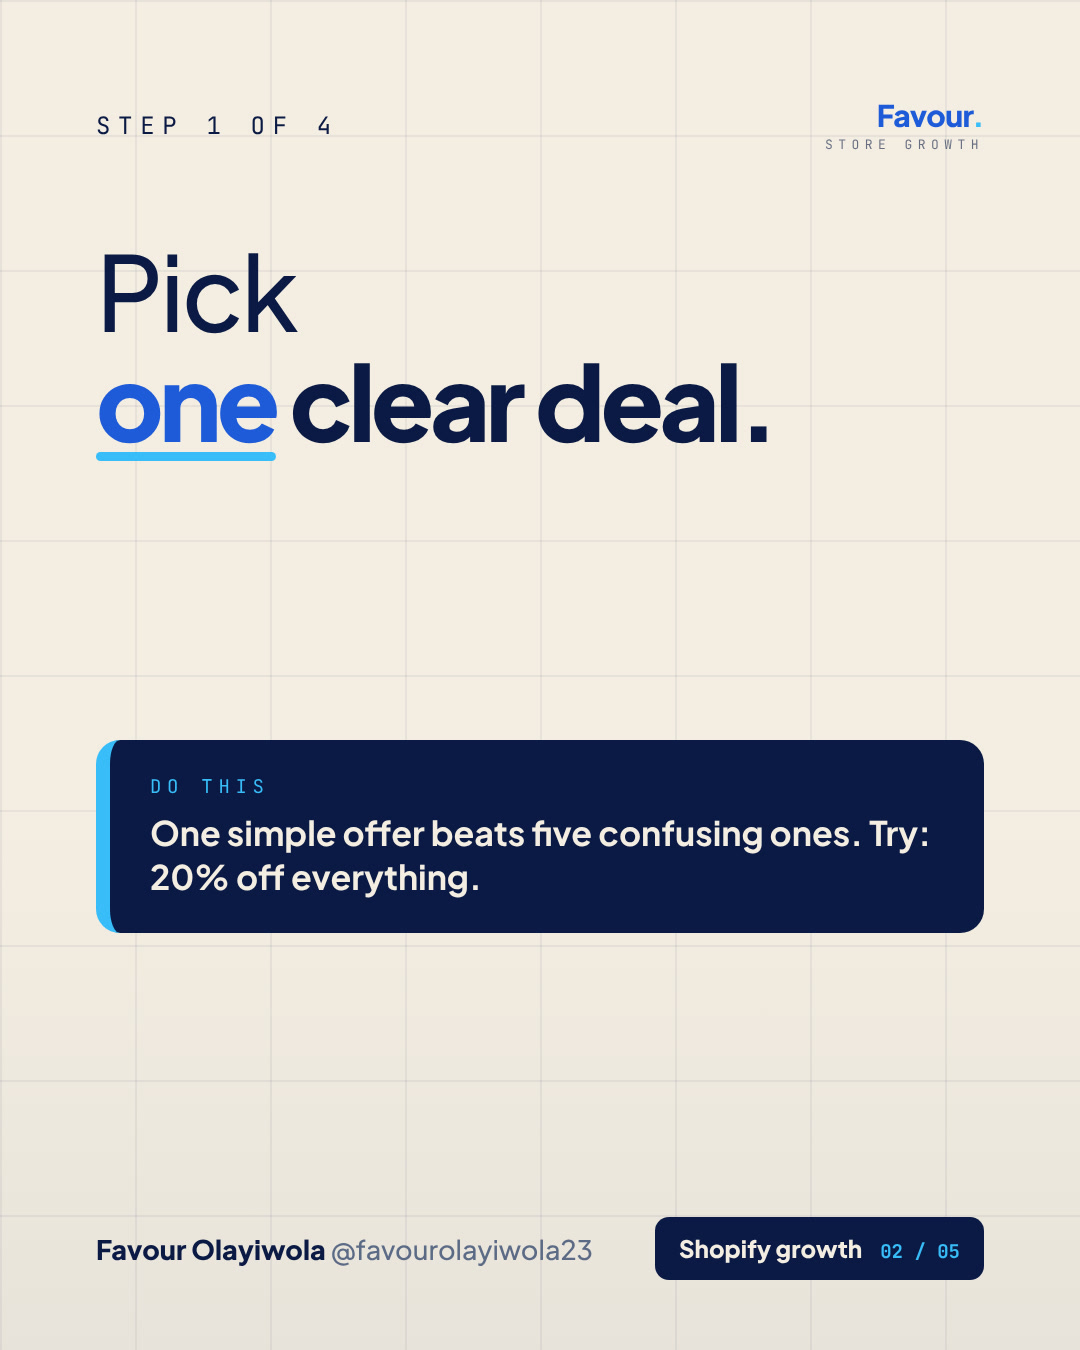 STEP 1 OF 4
Favour.
STORE GROWTH
Pick
one clear deal.
DO THIS
One simple offer beats five confusing ones. Try:
20% off everything.
Favour Olayiwola @favourolayiwola23
Shopify growth 02 / 05